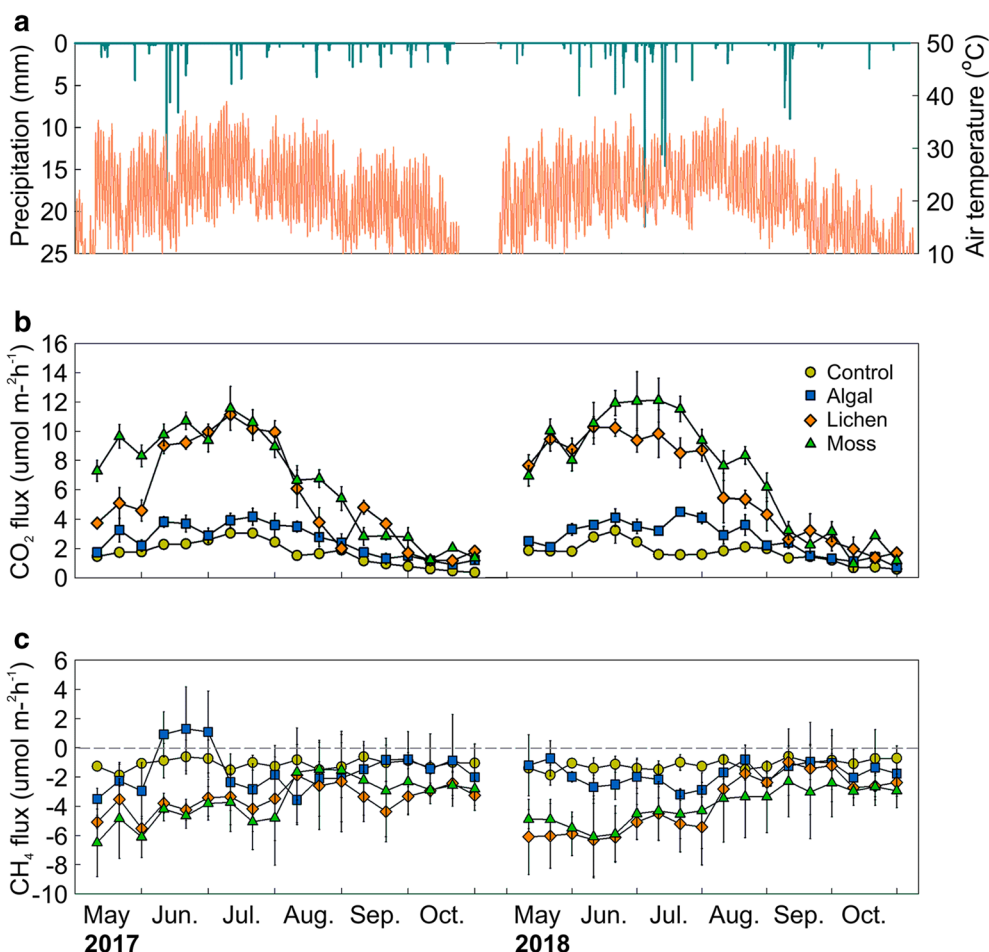 a
Precipitation (mm)
0
5
10
15
20
25
50
40
30
20
10
Air temperature (°C)
b
CO₂ flux (umol m-²h⁻¹)
16
14
12
10
8
6
4
2
0
Control
Algal
Lichen
Moss
c
CH₄ flux (umol m-²h⁻¹)
6
4
2
0
-2
-4
-6
-8
-10
May Jun. Jul. Aug. Sep. Oct. May Jun. Jul. Aug. Sep. Oct.
2017 2018